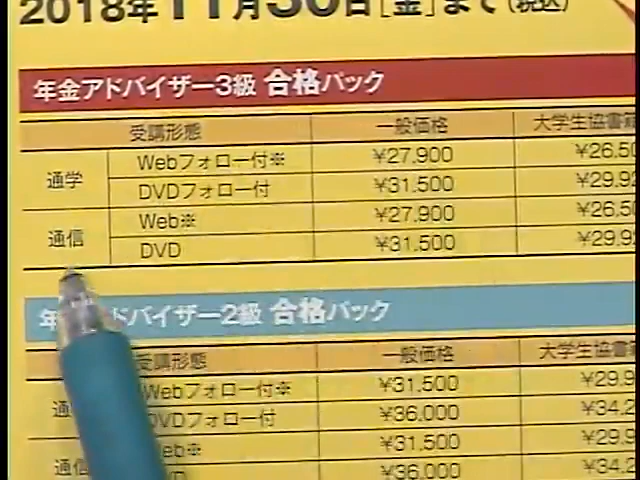 2018年11月30日[金]まで(税込)
年金アドバイザー3級 合格パック
受講形態 一般価格 大学生協書籍
通学 Webフォロー付※ ¥27,900 ¥26,50
DVDフォロー付 ¥31,500 ¥29,92
通信 Web※ ¥27,900 ¥26,50
DVD ¥31,500 ¥29,92
年 アドバイザー2級 合格パック
受講形態 一般価格 大学生協書籍
通 Webフォロー付※ ¥31,500 ¥29,9
DVDフォロー付 ¥36,000 ¥34,2
通信 Web※ ¥31,500 ¥29,9
¥36,000 ¥34,2